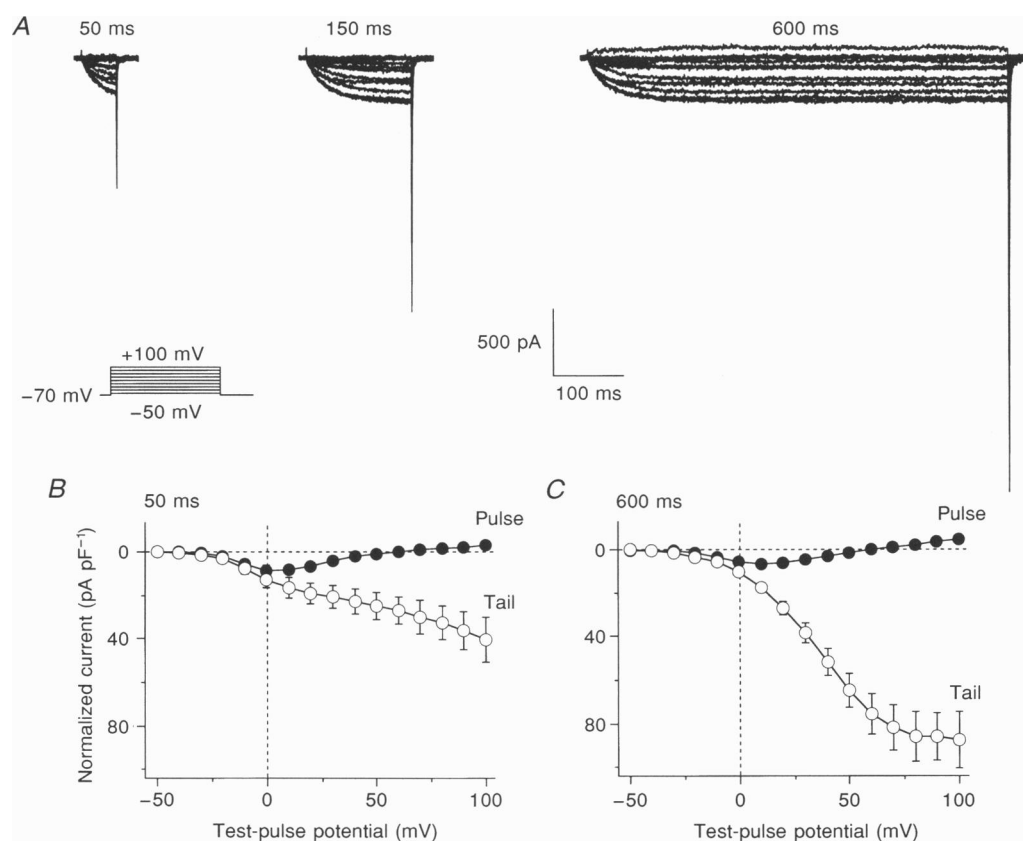 A
50 ms
150 ms
600 ms
500 pA
100 ms
+100 mV
−70 mV
−50 mV
B
50 ms
Pulse
Tail
Normalized current (pA pF⁻¹)
0
40
80
−50
0
50
100
Test-pulse potential (mV)
C
600 ms
Pulse
Tail
0
40
80
−50
0
50
100
Test-pulse potential (mV)